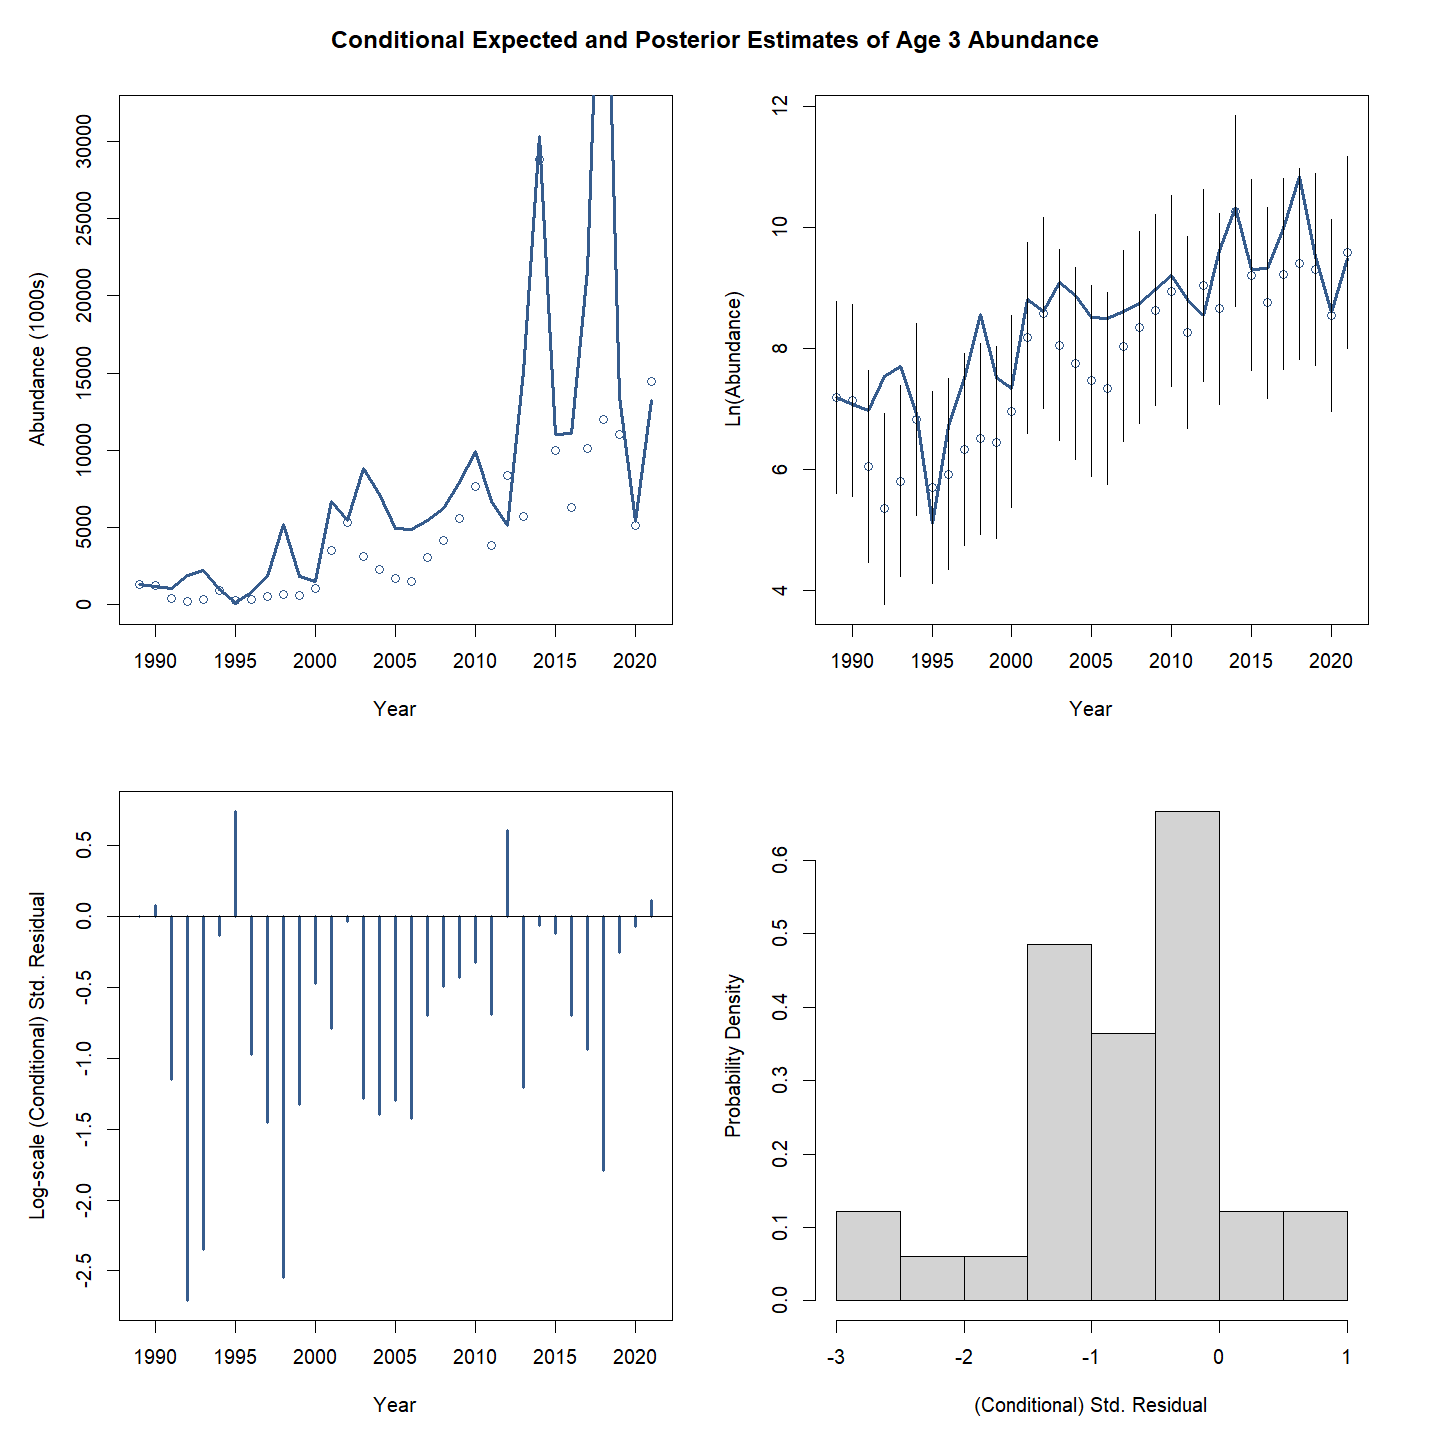 Conditional Expected and Posterior Estimates of Age 3 Abundance
Abundance (1000s)
30000
25000
20000
15000
10000
5000
0
1990 1995 2000 2005 2010 2015 2020
Year
Ln(Abundance)
12
10
8
6
4
1990 1995 2000 2005 2010 2015 2020
Year
Log-scale (Conditional) Std. Residual
0.5
0.0
-0.5
-1.0
-1.5
-2.0
-2.5
1990 1995 2000 2005 2010 2015 2020
Year
Probability Density
0.6
0.5
0.4
0.3
0.2
0.1
0.0
-3 -2 -1 0 1
(Conditional) Std. Residual